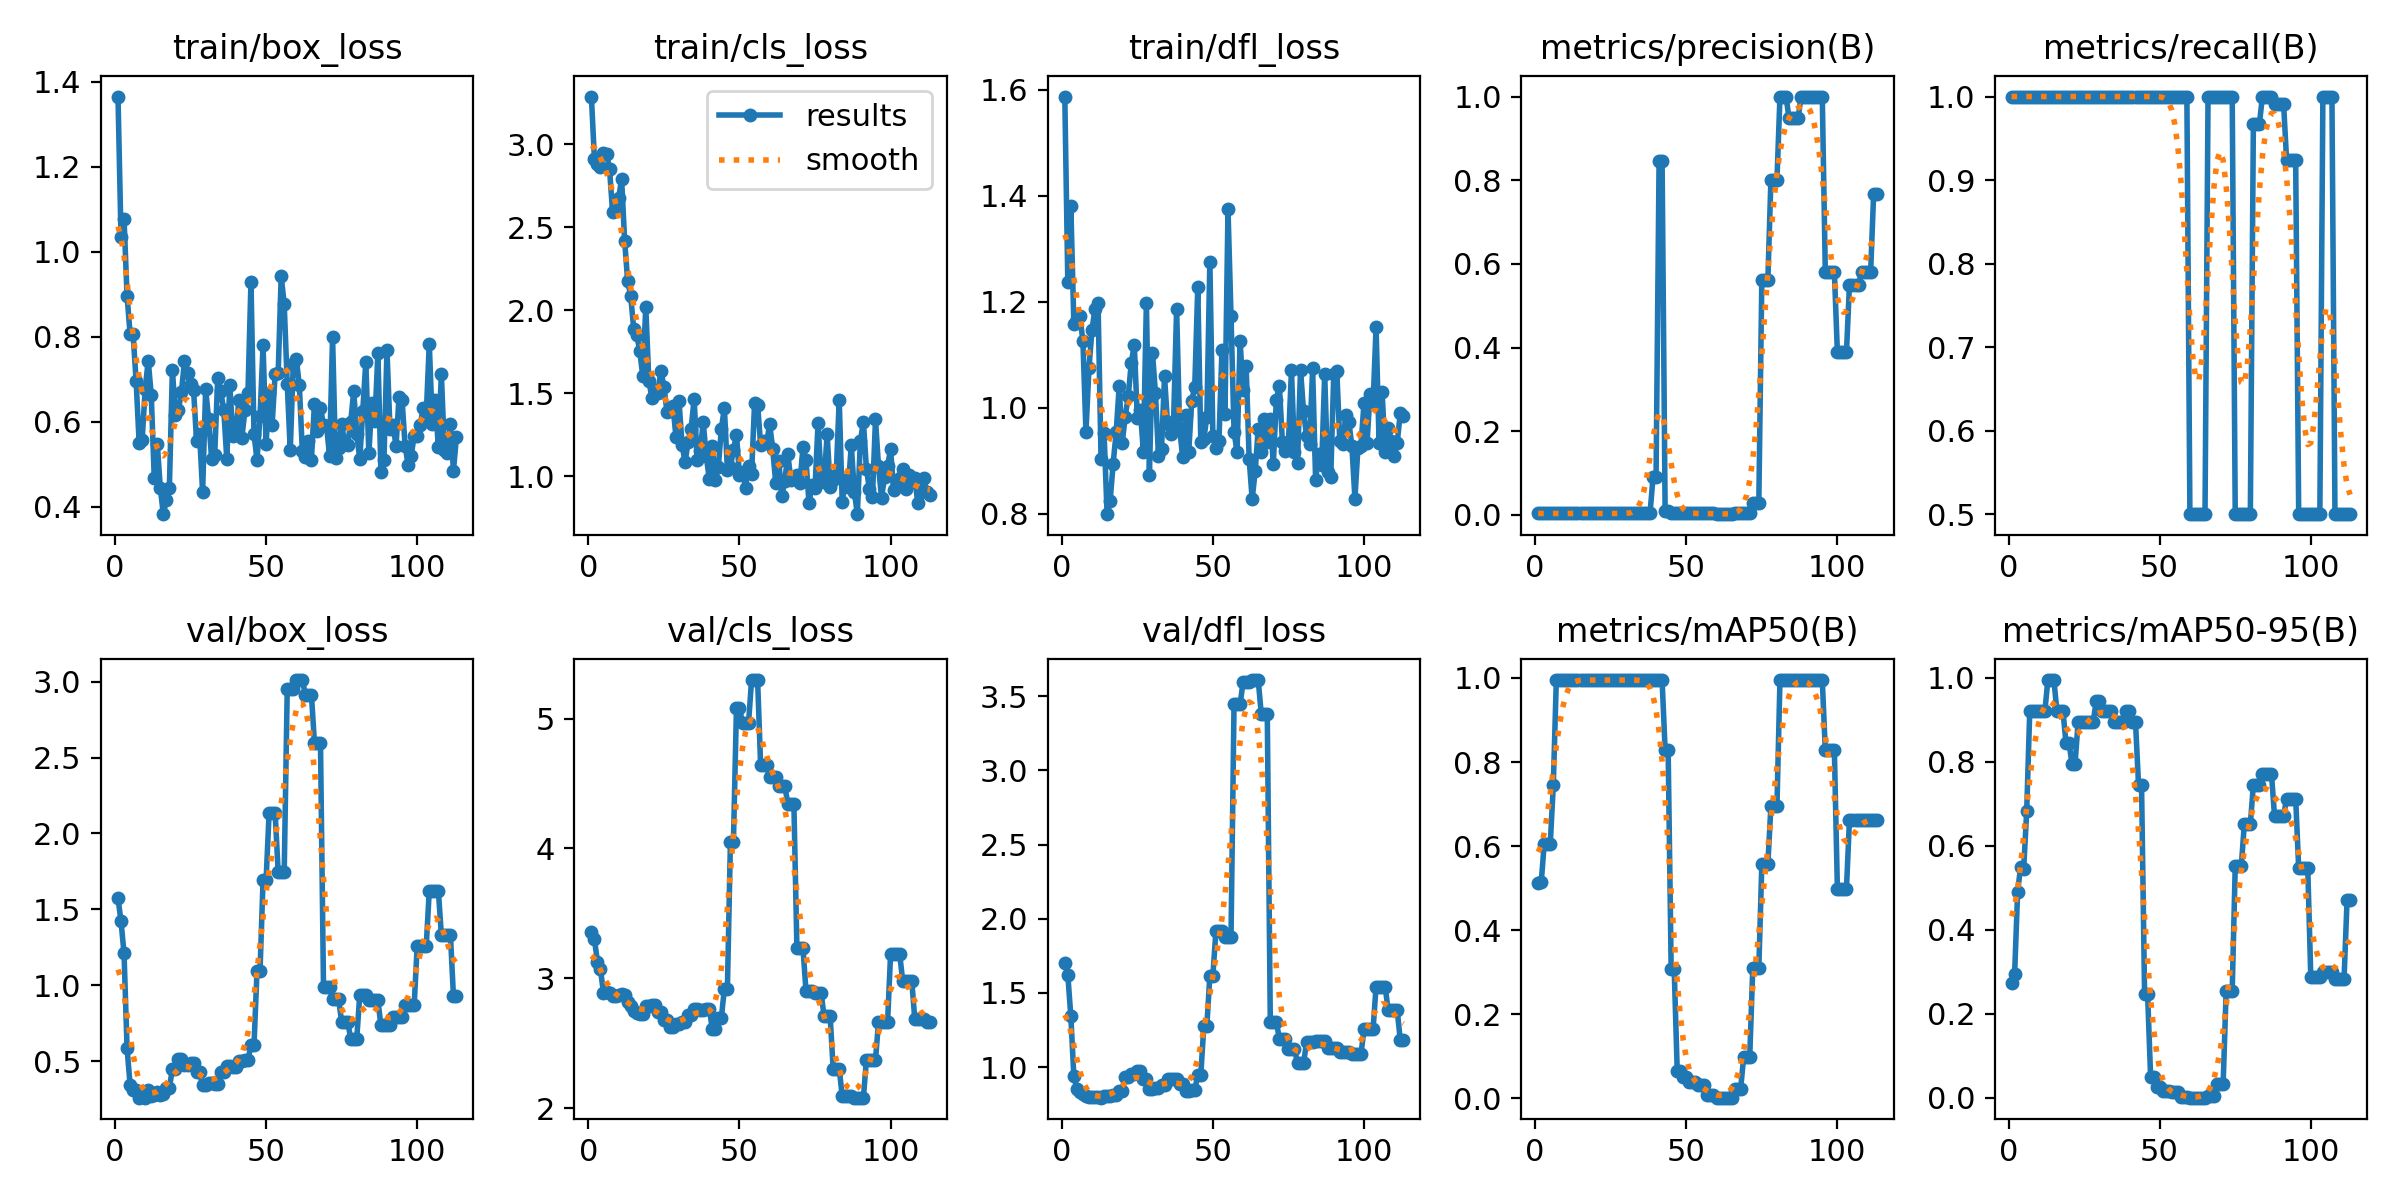 train/box_loss
train/cls_loss
train/dfl_loss
metrics/precision(B)
metrics/recall(B)
1.4
1.2
1.0
0.8
0.6
0.4
0 50 100
results
smooth
3.0
2.5
2.0
1.5
1.0
0 50 100
1.6
1.4
1.2
1.0
0.8
0 50 100
1.0
0.8
0.6
0.4
0.2
0.0
0 50 100
1.0
0.9
0.8
0.7
0.6
0.5
0 50 100
val/box_loss
val/cls_loss
val/dfl_loss
metrics/mAP50(B)
metrics/mAP50-95(B)
3.0
2.5
2.0
1.5
1.0
0.5
0 50 100
5
4
3
2
0 50 100
3.5
3.0
2.5
2.0
1.5
1.0
0 50 100
1.0
0.8
0.6
0.4
0.2
0.0
0 50 100
1.0
0.8
0.6
0.4
0.2
0.0
0 50 100